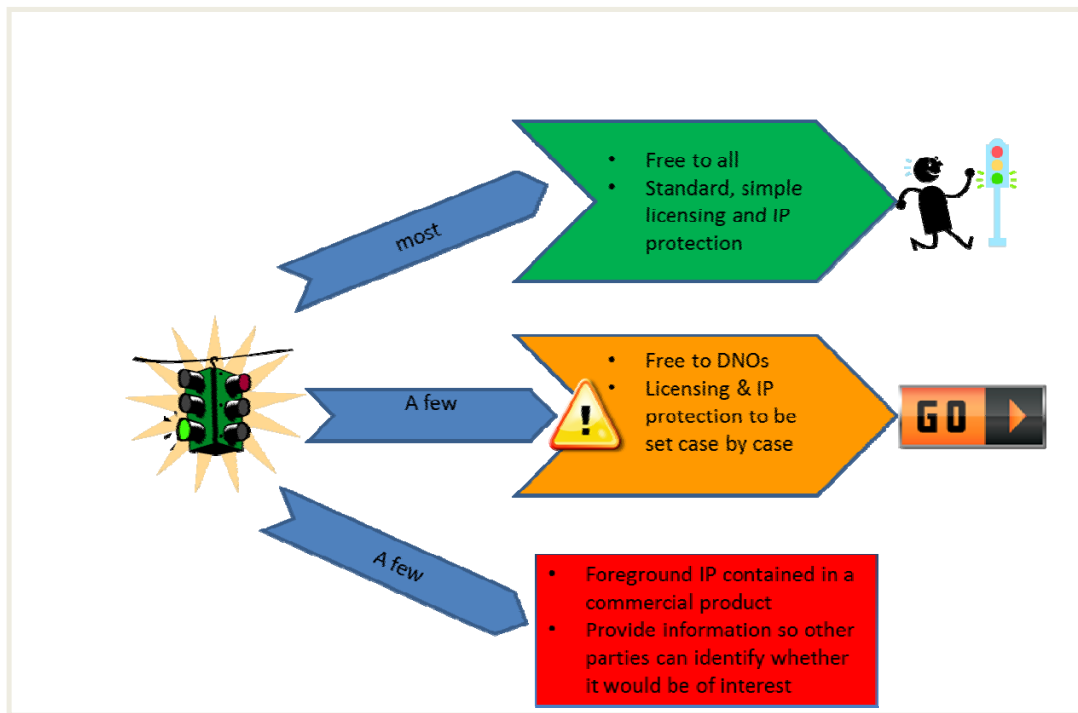 most
• Free to all
• Standard, simple
licensing and IP
protection
A few
!
• Free to DNOs
• Licensing & IP
protection to be
set case by case
GO
A few
• Foreground IP contained in a
commercial product
• Provide information so other
parties can identify whether
it would be of interest